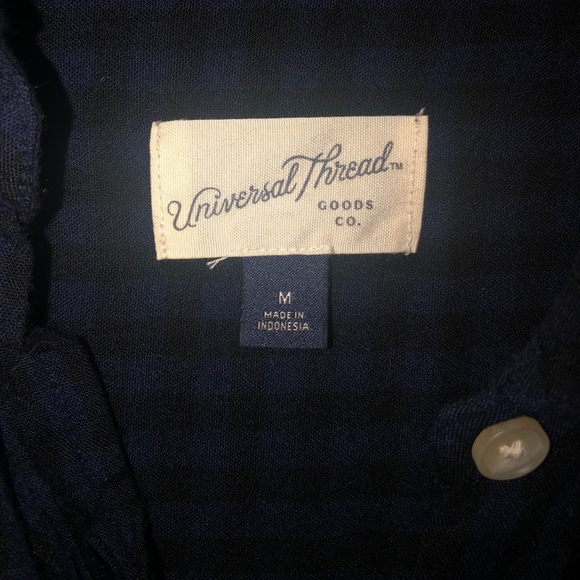 Universal Thread™
GOODS
CO.
M
MADE IN
INDONESIA